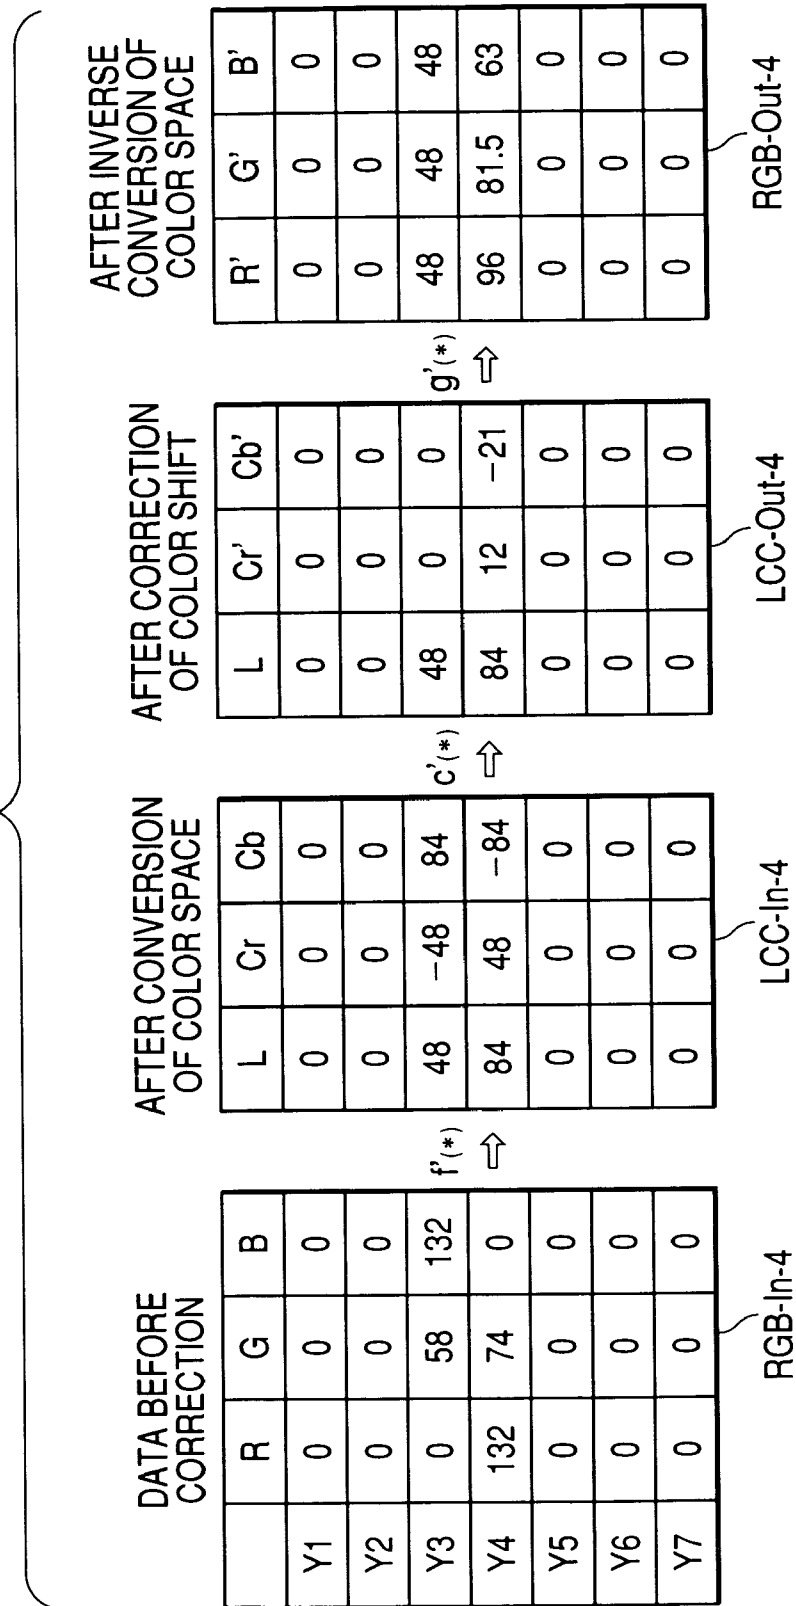 DATA BEFORE
CORRECTION
R G B
Y1 0 0 0
Y2 0 0 0
Y3 0 58 132
Y4 132 74 0
Y5 0 0 0
Y6 0 0 0
Y7 0 0 0
RGB-In-4
f'(*)
⇨
AFTER CONVERSION
OF COLOR SPACE
L Cr Cb
0 0 0
0 0 0
48 −48 84
84 48 −84
0 0 0
0 0 0
0 0 0
LCC-In-4
c'(*)
⇨
AFTER CORRECTION
OF COLOR SHIFT
L Cr' Cb'
0 0 0
0 0 0
48 0 0
84 12 −21
0 0 0
0 0 0
0 0 0
LCC-Out-4
g'(*)
⇨
AFTER INVERSE
CONVERSION OF
COLOR SPACE
R' G' B'
0 0 0
0 0 0
48 48 48
96 81.5 63
0 0 0
0 0 0
0 0 0
RGB-Out-4